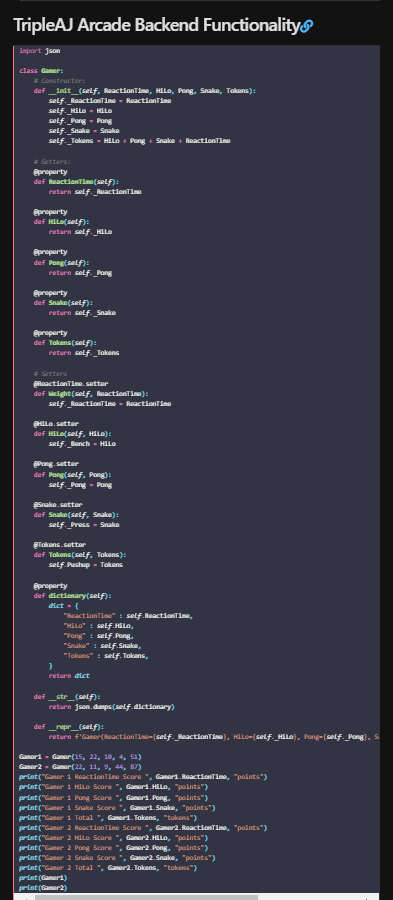 TripleAJ Arcade Backend Functionality
import json
class Gamer:
# Constructor:
def __init__(self, ReactionTime, HiLo, Pong, Snake, Tokens):
self._ReactionTime = ReactionTime
self._HiLo = HiLo
self._Pong = Pong
self._Snake = Snake
self._Tokens = HiLo + Pong + Snake + ReactionTime
# Getters:
@property
def ReactionTime(self):
return self._ReactionTime
@property
def HiLo(self):
return self._HiLo
@property
def Pong(self):
return self._Pong
@property
def Snake(self):
return self._Snake
@property
def Tokens(self):
return self._Tokens
# Setters
@ReactionTime.setter
def Weight(self, ReactionTime):
self._ReactionTime = ReactionTime
@HiLo.setter
def HiLo(self, HiLo):
self._Bench = HiLo
@Pong.setter
def Pong(self, Pong):
self._Pong = Pong
@Snake.setter
def Snake(self, Snake):
self._Press = Snake
@Tokens.setter
def Tokens(self, Tokens):
self.Pushup = Tokens
@property
def dictionary(self):
dict = {
"ReactionTime" : self.ReactionTime,
"HiLo" : self.HiLo,
"Pong" : self.Pong,
"Snake" : self.Snake,
"Tokens" : self.Tokens,
}
return dict
def __str__(self):
return json.dumps(self.dictionary)
def __repr__(self):
return f'Gamer(ReactionTime={self._ReactionTime}, HiLo={self._HiLo}, Pong={self._Pong}, S
Gamer1 = Gamer(15, 22, 10, 4, 51)
Gamer2 = Gamer(22, 11, 9, 44, 87)
print("Gamer 1 ReactionTime Score ", Gamer1.ReactionTime, "points")
print("Gamer 1 HiLo Score ", Gamer1.HiLo, "points")
print("Gamer 1 Pong Score ", Gamer1.Pong, "points")
print("Gamer 1 Snake Score ", Gamer1.Snake, "points")
print("Gamer 1 Total ", Gamer1.Tokens, "tokens")
print("Gamer 2 ReactionTime Score ", Gamer2.ReactionTime, "points")
print("Gamer 2 HiLo Score ", Gamer2.HiLo, "points")
print("Gamer 2 Pong Score ", Gamer2.Pong, "points")
print("Gamer 2 Snake Score ", Gamer2.Snake, "points")
print("Gamer 2 Total ", Gamer2.Tokens, "tokens")
print(Gamer1)
print(Gamer2)